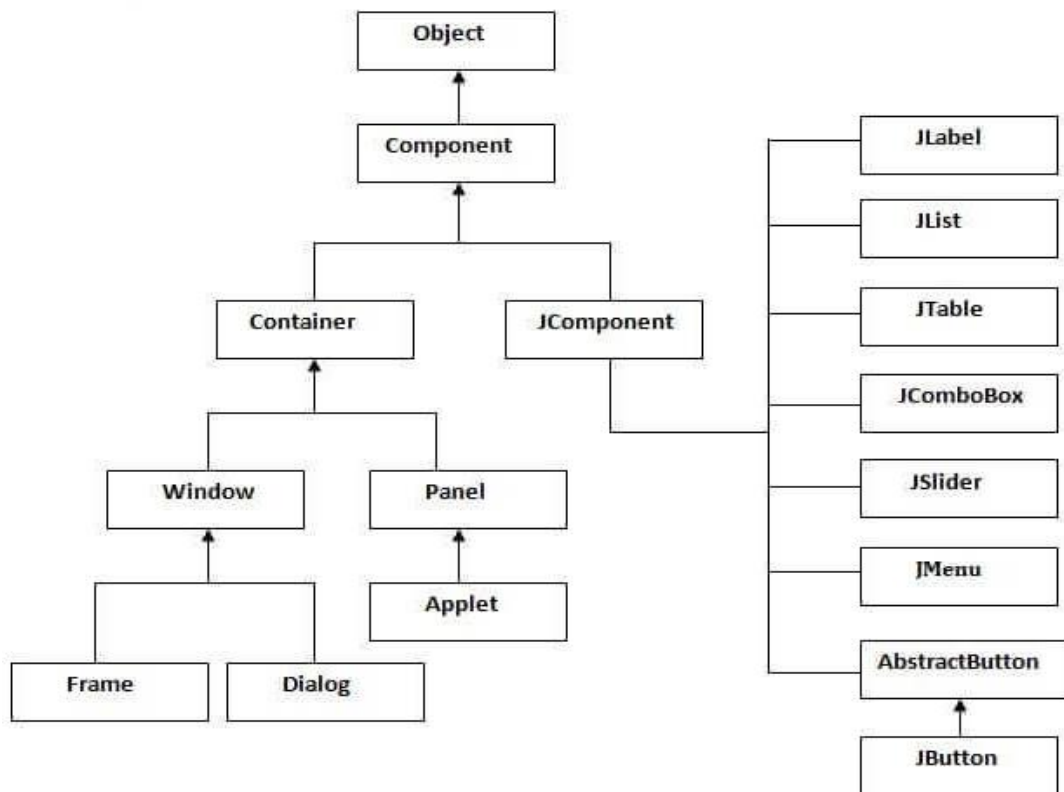 Object
Component
Container
JComponent
Window
Panel
Applet
Frame
Dialog
JLabel
JList
JTable
JComboBox
JSlider
JMenu
AbstractButton
JButton